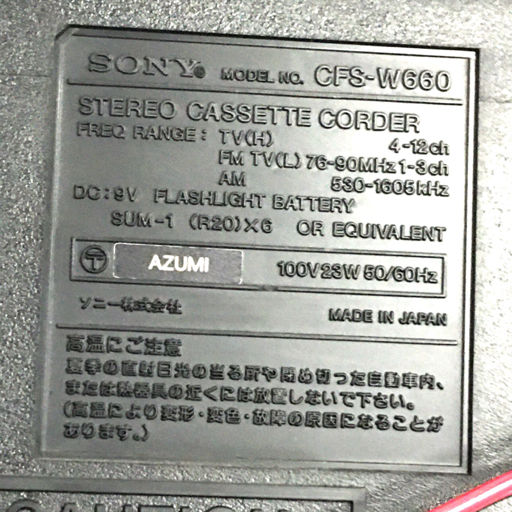 SONY® MODEL NO. CFS-W660
STEREO CASSETTE CORDER
FREQ RANGE: TV(H) 4-12ch
FM TV(L) 76-90MHz 1-3ch
AM 530-1605kHz
DC:9V FLASHLIGHT BATTERY
SUM-1 (R20)×6 OR EQUIVALENT
T AZUMI 100V 23W 50/60Hz
ソニー株式会社 MADE IN JAPAN
高温にご注意
夏季の直射日光の当る所や閉め切った自動車内、
または熱器具の近くには放置しないで下さい。
(高温により変形・変色・故障の原因になることが
あります。)
CAUTION